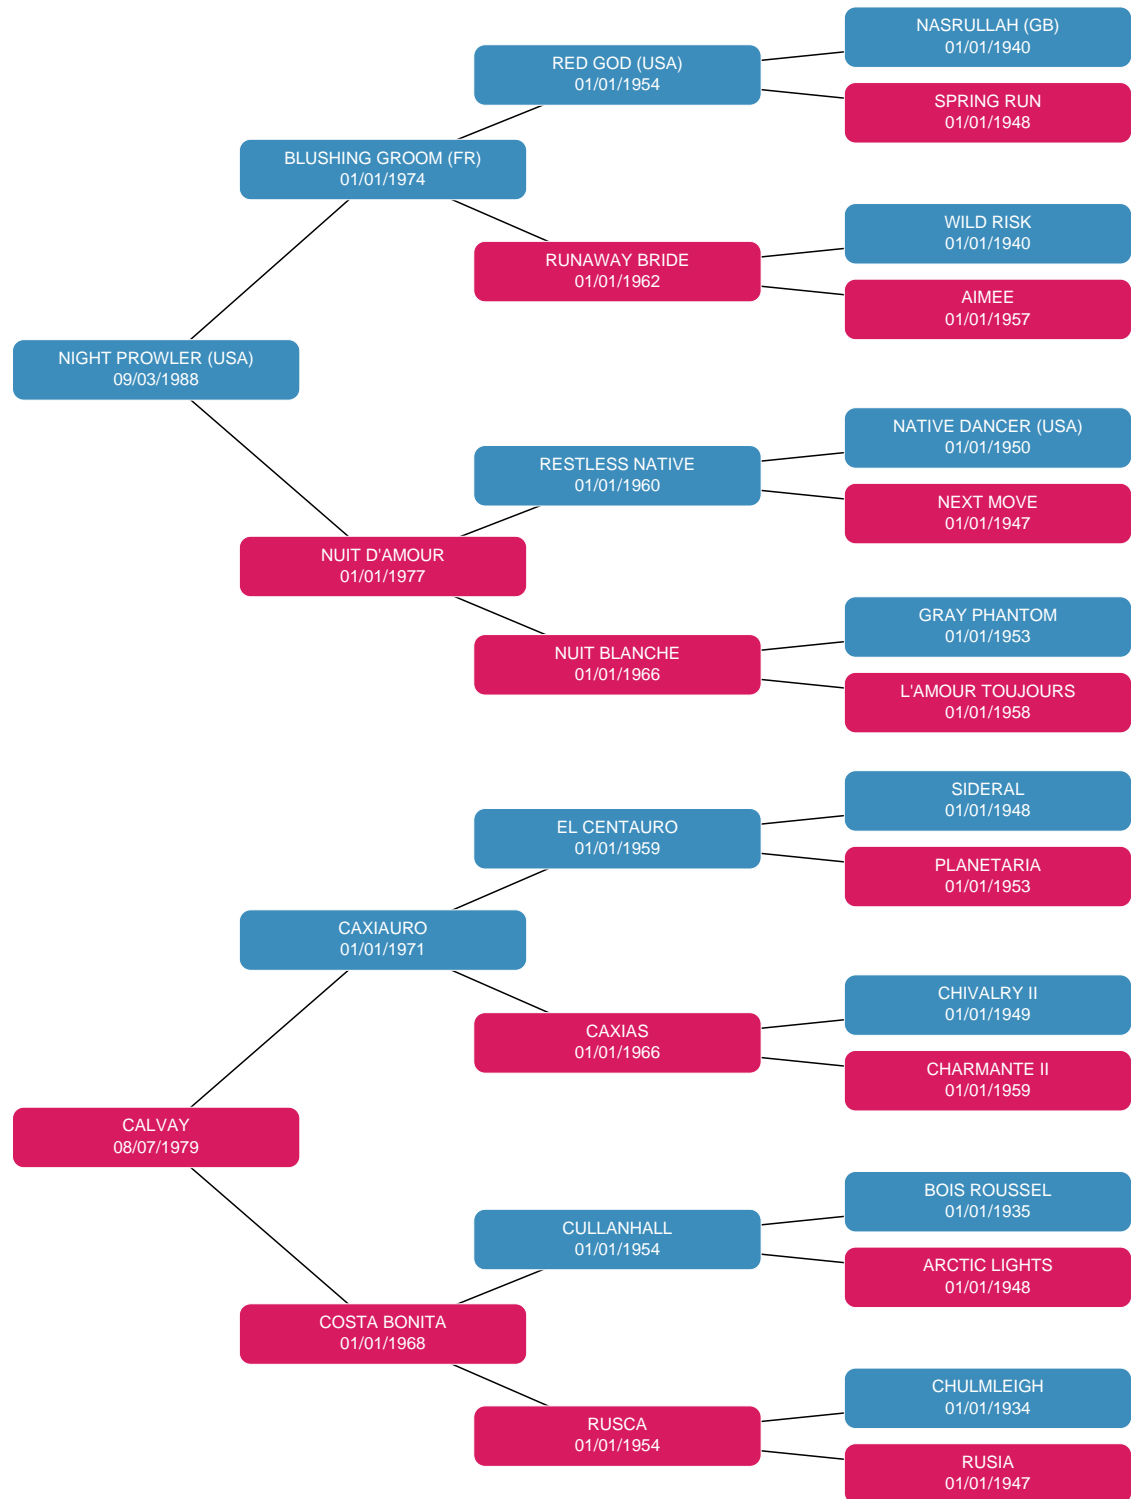 NASRULLAH (GB)
01/01/1940
RED GOD (USA)
01/01/1954
SPRING RUN
01/01/1948
BLUSHING GROOM (FR)
01/01/1974
WILD RISK
01/01/1940
RUNAWAY BRIDE
01/01/1962
AIMEE
01/01/1957
NIGHT PROWLER (USA)
09/03/1988
NATIVE DANCER (USA)
01/01/1950
RESTLESS NATIVE
01/01/1960
NEXT MOVE
01/01/1947
NUIT D'AMOUR
01/01/1977
GRAY PHANTOM
01/01/1953
NUIT BLANCHE
01/01/1966
L'AMOUR TOUJOURS
01/01/1958
SIDERAL
01/01/1948
EL CENTAURO
01/01/1959
PLANETARIA
01/01/1953
CAXIAURO
01/01/1971
CHIVALRY II
01/01/1949
CAXIAS
01/01/1966
CHARMANTE II
01/01/1959
CALVAY
08/07/1979
BOIS ROUSSEL
01/01/1935
CULLANHALL
01/01/1954
ARCTIC LIGHTS
01/01/1948
COSTA BONITA
01/01/1968
CHULMLEIGH
01/01/1934
RUSCA
01/01/1954
RUSIA
01/01/1947